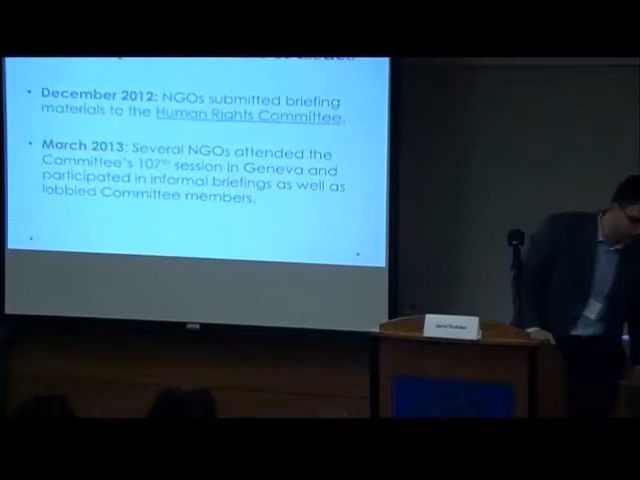 • December 2012: NGOs submitted briefing
materials to the Human Rights Committee.
• March 2013: Several NGOs attended the
Committee's 107th session in Geneva and
participated in informal briefings as well as
lobbied Committee members.